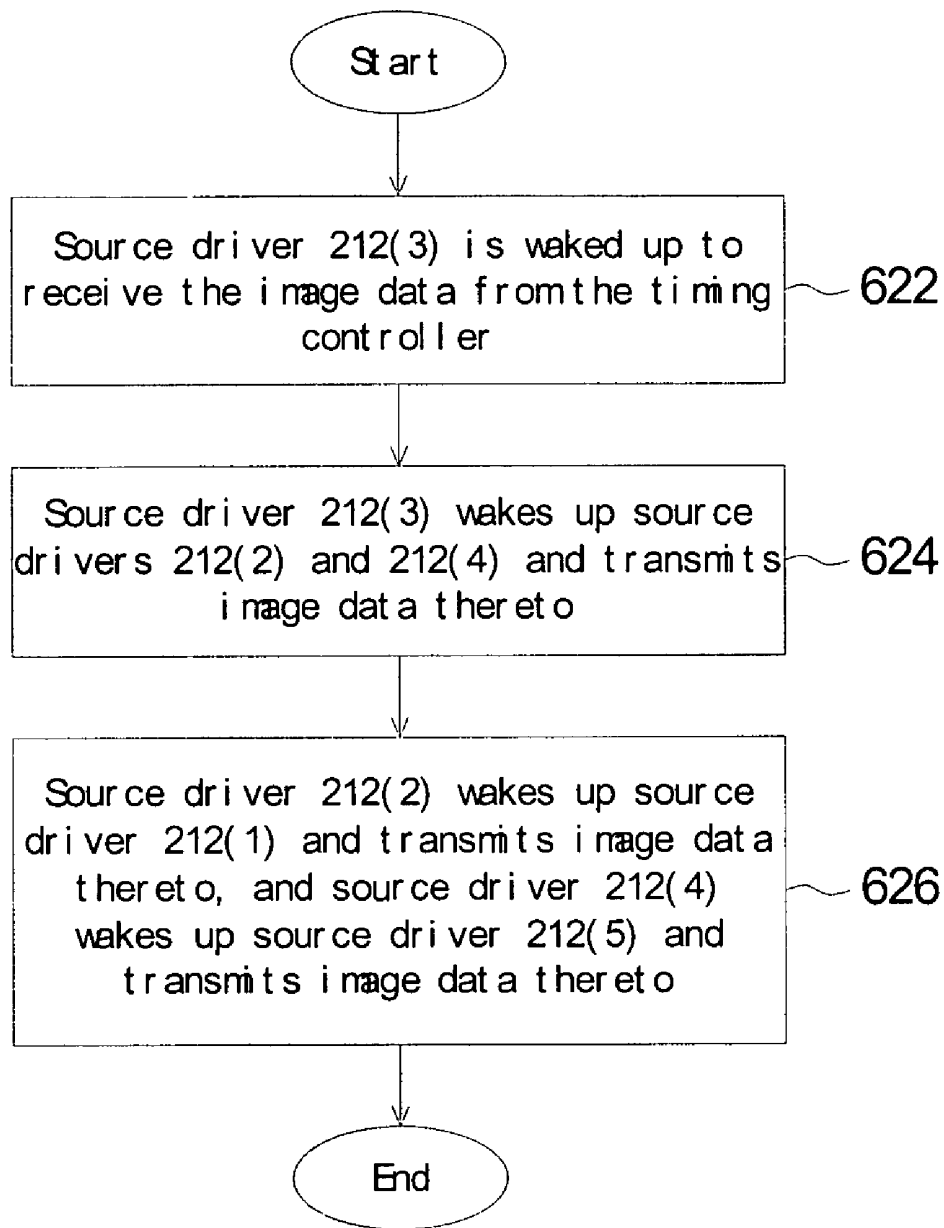 Start
Source driver 212(3) is waked up to
receive the image data from the timing
controller
622
Source driver 212(3) wakes up source
drivers 212(2) and 212(4) and transmits
image data thereto
624
Source driver 212(2) wakes up source
driver 212(1) and transmits image data
thereto, and source driver 212(4)
wakes up source driver 212(5) and
transmits image data thereto
626
End